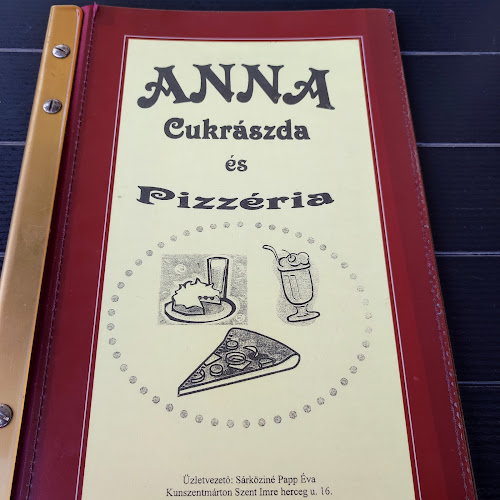 ANNA
Cukrászda
és
Pizzéria
Üzletvezető: Sárköziné Papp Éva
Kunszentmárton Szent Imre herceg u. 16.